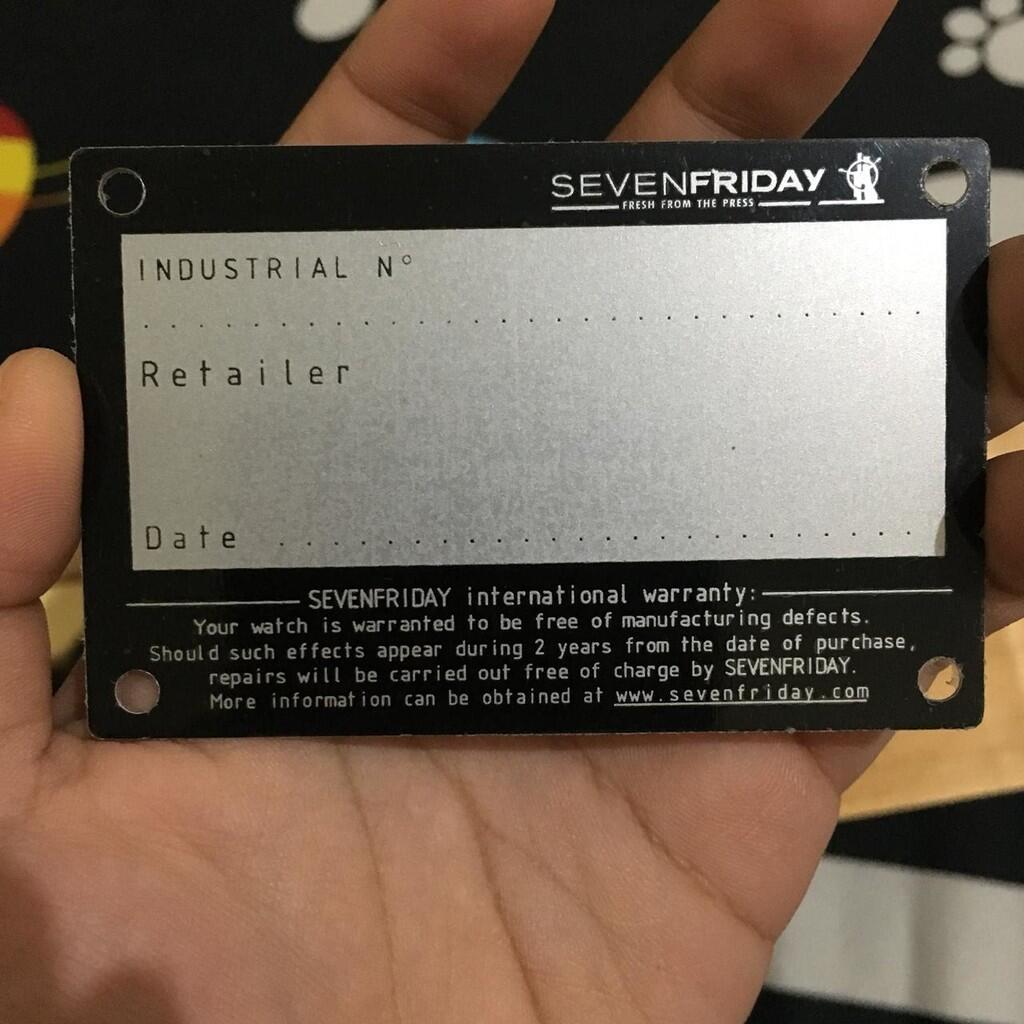 SEVENFRIDAY
FRESH FROM THE PRESS
INDUSTRIAL N°
Retailer
Date
SEVENFRIDAY international warranty:
Your watch is warranted to be free of manufacturing defects.
Should such effects appear during 2 years from the date of purchase,
repairs will be carried out free of charge by SEVENFRIDAY.
More information can be obtained at www.sevenfriday.com